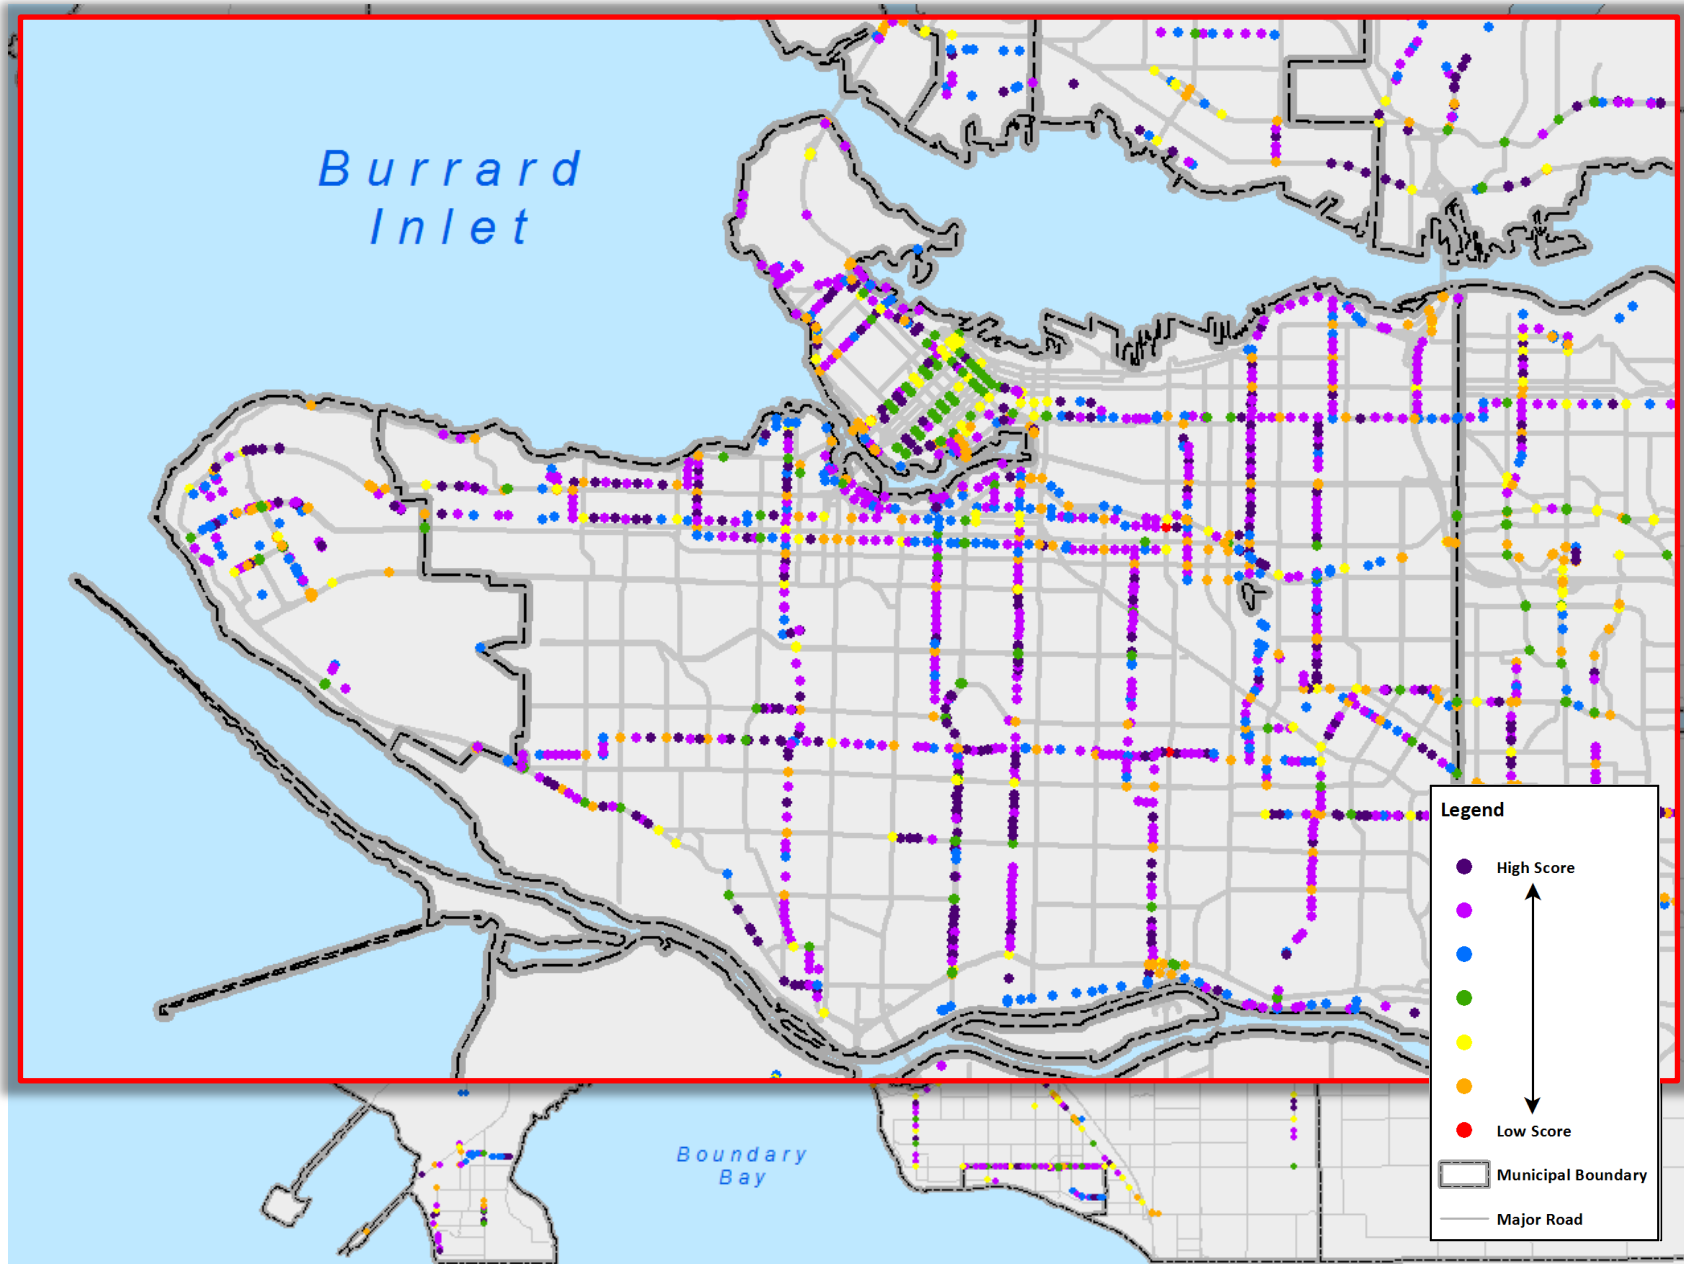 Burrard
Inlet
Boundary
Bay
Legend
High Score
Low Score
Municipal Boundary
Major Road